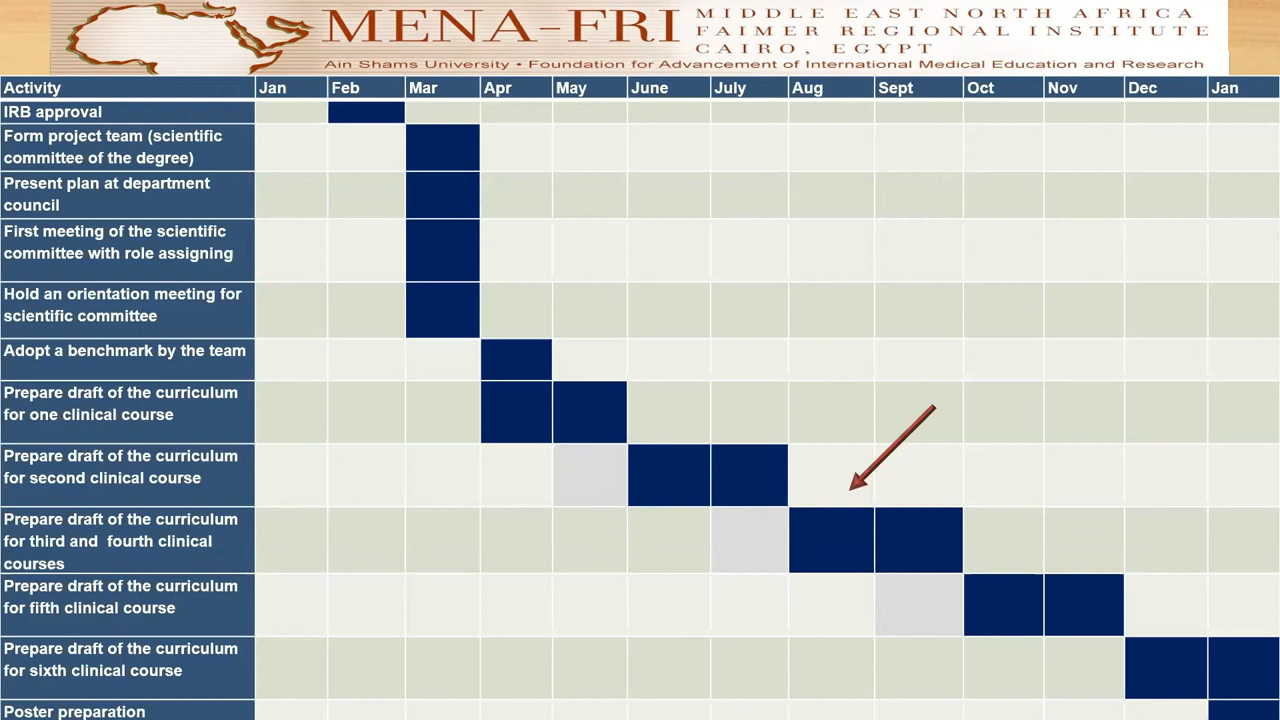 MENA-FRI
MIDDLE EAST NORTH AFRICA
FAIMER REGIONAL INSTITUTE
CAIRO, EGYPT
Ain Shams University • Foundation for Advancement of International Medical Education and Research
Activity Jan Feb Mar Apr May June July Aug Sept Oct Nov Dec Jan
IRB approval
Form project team (scientific
committee of the degree)
Present plan at department
council
First meeting of the scientific
committee with role assigning
Hold an orientation meeting for
scientific committee
Adopt a benchmark by the team
Prepare draft of the curriculum
for one clinical course
Prepare draft of the curriculum
for second clinical course
Prepare draft of the curriculum
for third and fourth clinical
courses
Prepare draft of the curriculum
for fifth clinical course
Prepare draft of the curriculum
for sixth clinical course
Poster preparation